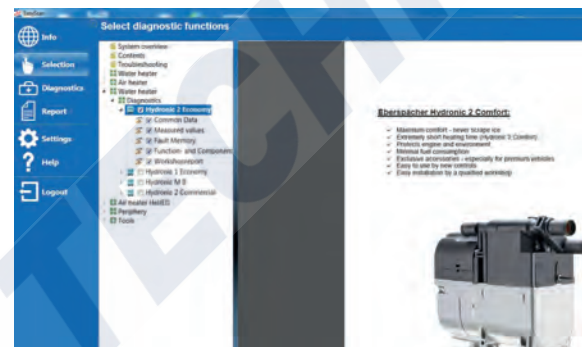 Select diagnostic functions
Info
Selection
Diagnostics
Report
Settings
Help
Logout
System overview
Contents
Troubleshooting
Water heater
Air heater
Water heater
Diagnostics
Hydronic 2 Economy
Common Data
Measured values
Fault Memory
Function- and Component
Workshopreport
Hydronic 1 Economy
Hydronic M II
Hydronic 2 Commercial
Air heater
Periphery
Tools
Eberspächer Hydronic 2 Comfort:
Maximum comfort - never scrape ice
Extremely short heating time (Hydronic 2 Comfort)
Protects engine and environment
Minimal fuel consumption
Exclusive accessories - especially for premium vehicles
Easy to use by new controls
Easy installation by a qualified workshop
TECH